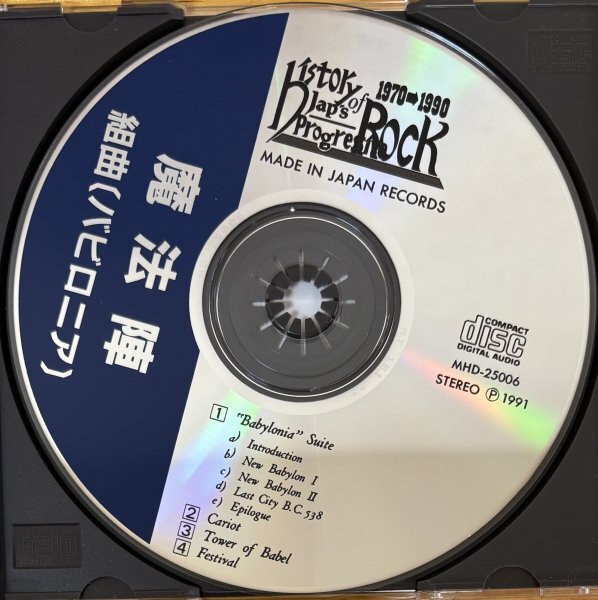 history of
Jap's
Progressive
1970➡1990
ROCK
MADE IN JAPAN RECORDS
魔法陣
組曲〈バビロニア〉
COMPACT
disc
DIGITAL AUDIO
MHD-25006
STEREO Ⓟ 1991
1 "Babylonia" Suite
a) Introduction
b) New Babylon I
c) New Babylon II
d) Last City B.C.538
e) Epilogue
2 Cariot
3 Tower of Babel
4 Festival